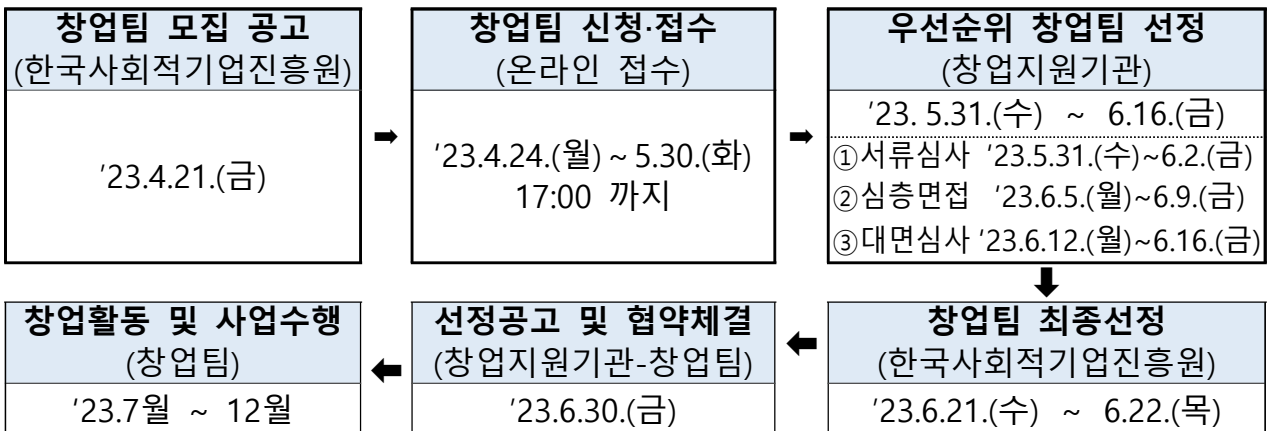 창업팀 모집 공고
(한국사회적기업진흥원)
'23.4.21.(금)
창업팀 신청·접수
(온라인 접수)
'23.4.24.(월) ~ 5.30.(화)
17:00 까지
우선순위 창업팀 선정
(창업지원기관)
'23. 5.31.(수) ~ 6.16.(금)
①서류심사 '23.5.31.(수)~6.2.(금)
②심층면접 '23.6.5.(월)~6.9.(금)
③대면심사 '23.6.12.(월)~6.16.(금)
창업팀 최종선정
(한국사회적기업진흥원)
'23.6.21.(수) ~ 6.22.(목)
선정공고 및 협약체결
(창업지원기관-창업팀)
'23.6.30.(금)
창업활동 및 사업수행
(창업팀)
'23.7월 ~ 12월